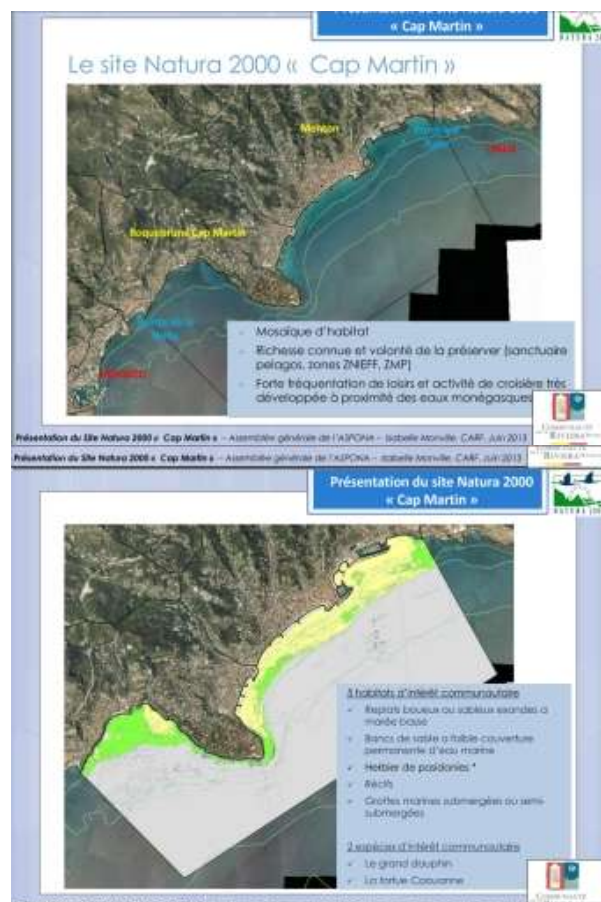 « Cap Martin »
NATURA 2000
Le site Natura 2000 « Cap Martin »
Menton
Roquebrune Cap Martin
- Mosaïque d'habitat
- Richesse connue et volonté de la préserver (sanctuaire
pelagos, zones ZNIEFF, ZMP)
- Forte fréquentation de loisirs et activité de croisière très
développée à proximité des eaux monégasques
Présentation du Site Natura 2000 « Cap Martin » - Assemblée générale de l'ASPONA - Isabelle Monville, CARF, Juin 2013
Présentation du Site Natura 2000 « Cap Martin » - Assemblée générale de l'ASPONA - Isabelle Monville, CARF, Juin 2013
Présentation du site Natura 2000
« Cap Martin »
NATURA 2000
5 habitats d'intérêt communautaire
✓ Replats boueux ou sableux exondés à
marée basse
✓ Bancs de sable à faible couverture
permanente d'eau marine
✓ Herbier de posidonies *
✓ Récifs
✓ Grottes marines submergées ou semi-
submergées
2 espèces d'intérêt communautaire
✓ Le grand dauphin
✓ La tortue Caouanne